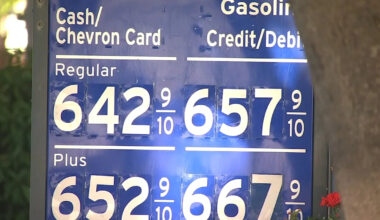 Cash/ Gasolin
Chevron Card Credit/Debi
Regular
642 9/10 657 9/10
Plus
652 9/10 667 9/10